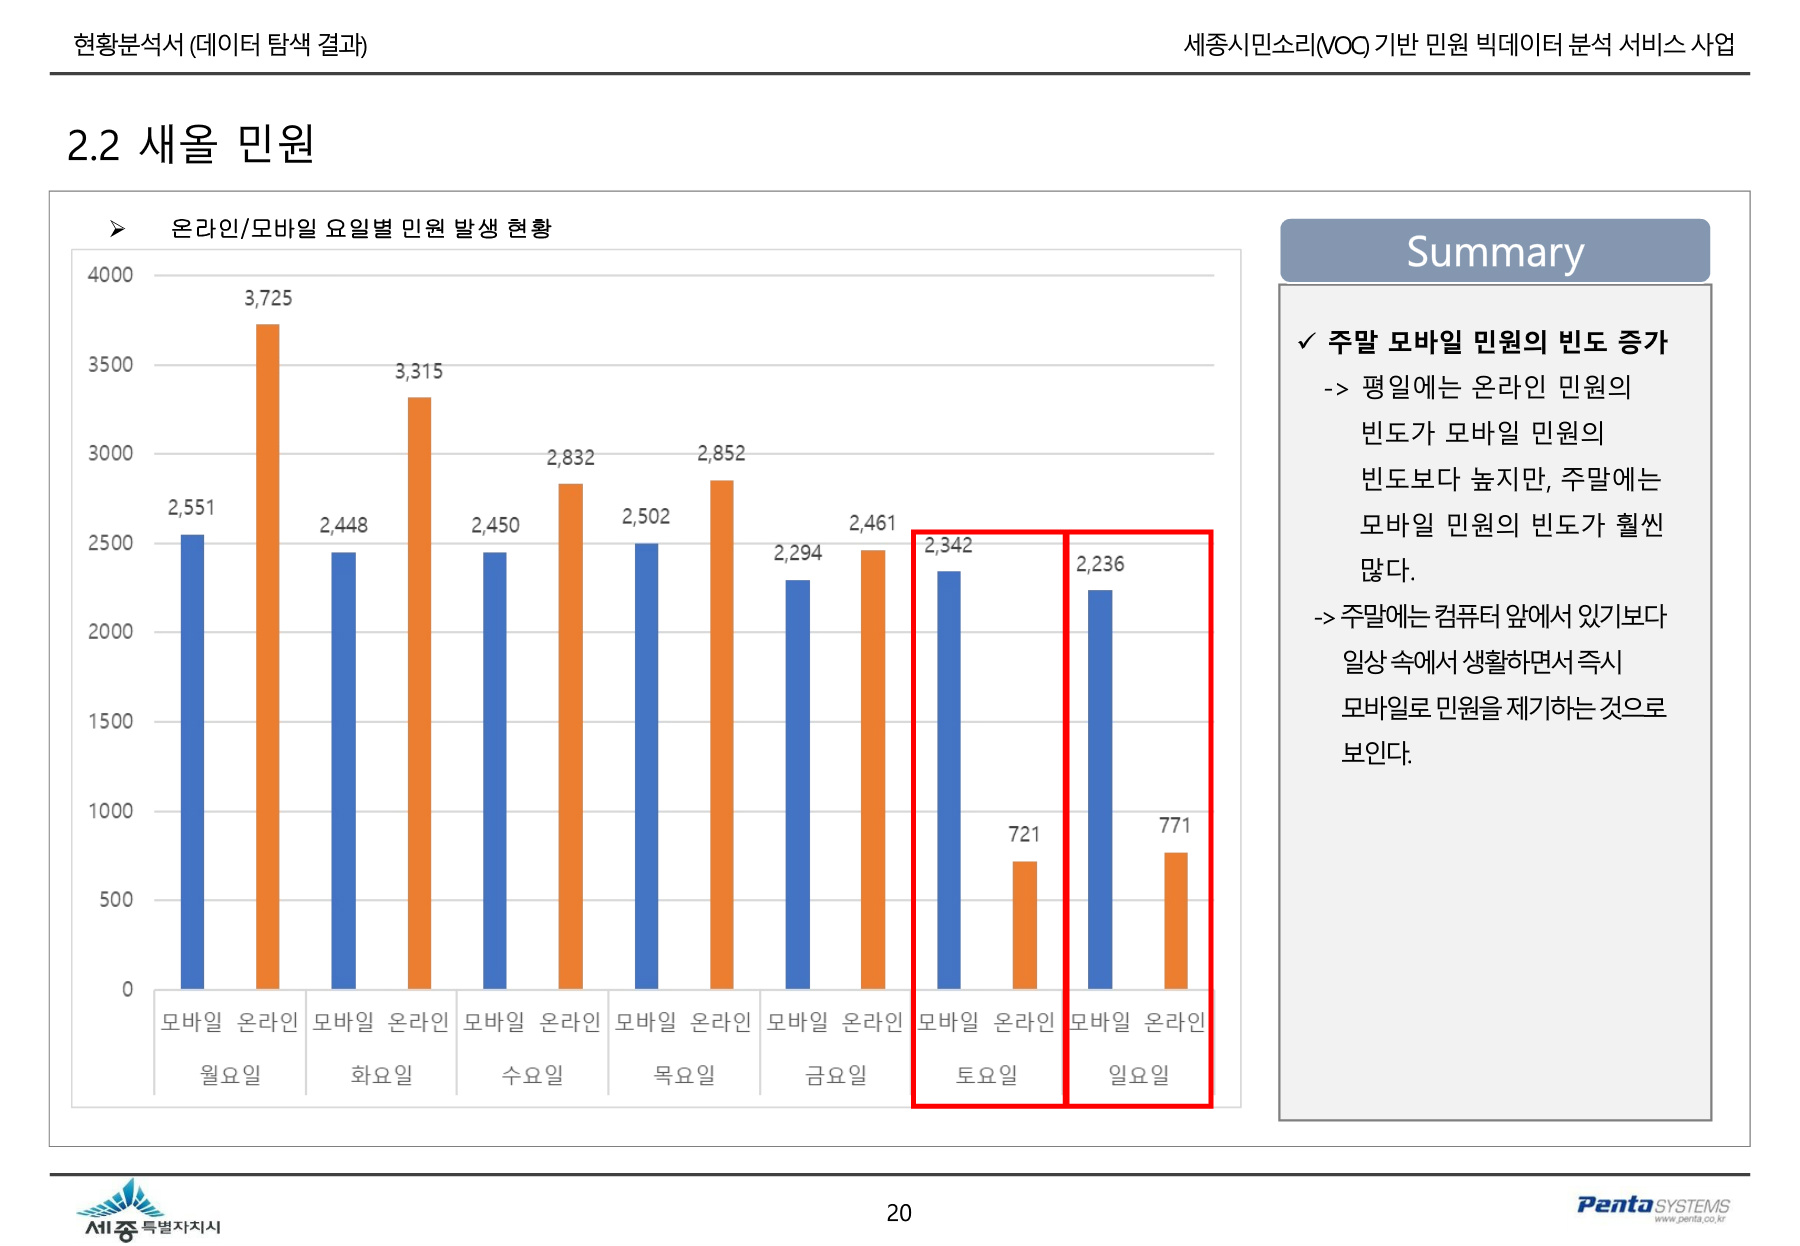 현황분석서 (데이터 탐색 결과)
세종시민소리(VOC) 기반 민원 빅데이터 분석 서비스 사업
2.2 새올 민원
➢ 온라인/모바일 요일별 민원 발생 현황
4000
3500
3000
2500
2000
1500
1000
500
0
2,551
3,725
2,448
3,315
2,450
2,832
2,502
2,852
2,294
2,461
2,342
721
2,236
771
모바일 온라인 모바일 온라인 모바일 온라인 모바일 온라인 모바일 온라인 모바일 온라인 모바일 온라인
월요일 화요일 수요일 목요일 금요일 토요일 일요일
Summary
✓ 주말 모바일 민원의 빈도 증가
-> 평일에는 온라인 민원의
빈도가 모바일 민원의
빈도보다 높지만, 주말에는
모바일 민원의 빈도가 훨씬
많다.
-> 주말에는 컴퓨터 앞에서 있기보다
일상 속에서 생활하면서 즉시
모바일로 민원을 제기하는 것으로
보인다.
세종특별자치시
20
Penta SYSTEMS
www.penta.co.kr